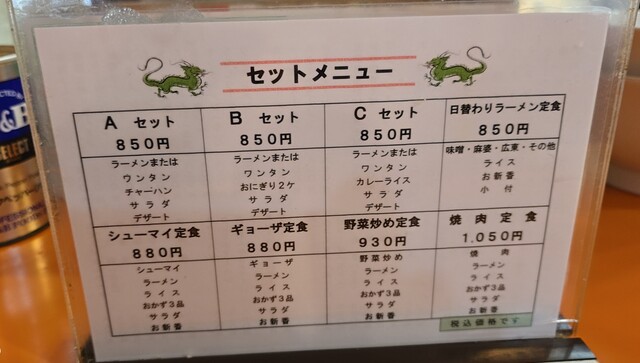 セットメニュー
A セット
850円
ラーメンまたは
ワンタン
チャーハン
サラダ
デザート
B セット
850円
ラーメンまたは
ワンタン
おにぎり2ケ
サラダ
デザート
C セット
850円
ラーメンまたは
ワンタン
カレーライス
サラダ
デザート
日替わりラーメン定食
850円
味噌・麻婆・広東・その他
ライス
お新香
小付
シューマイ定食
880円
シューマイ
ラーメン
ライス
おかず3品
サラダ
お新香
ギョーザ定食
880円
ギョーザ
ラーメン
ライス
おかず3品
サラダ
お新香
野菜炒め定食
930円
野菜炒め
ラーメン
ライス
おかず3品
サラダ
お新香
焼肉定食
1.050円
焼肉
ラーメン
ライス
おかず3品
サラダ
お新香
税込価格です
&B
SELECT